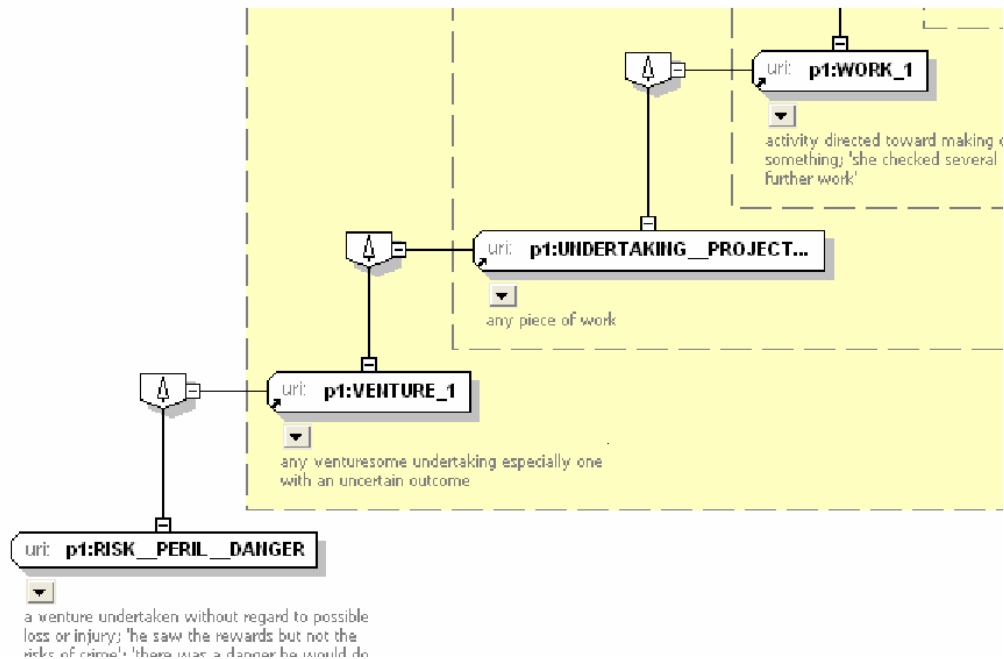 uri: p1:WORK_1
activity directed toward making
something; 'she checked several
further work'
uri: p1:UNDERTAKING__PROJECT...
any piece of work
uri: p1:VENTURE_1
any venturesome undertaking especially one
with an uncertain outcome
uri: p1:RISK__PERIL__DANGER
a venture undertaken without regard to possible
loss or injury; 'he saw the rewards but not the
risks of crime'; 'there was a danger he would do